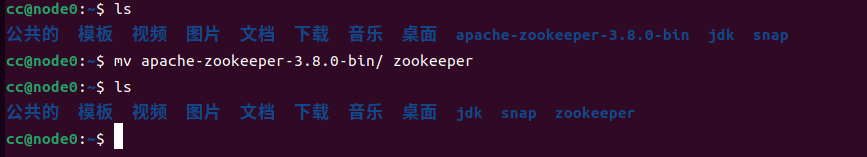 cc@node0:~$ ls
公共的 模板 视频 图片 文档 下载 音乐 桌面 apache-zookeeper-3.8.0-bin jdk snap
cc@node0:~$ mv apache-zookeeper-3.8.0-bin/ zookeeper
cc@node0:~$ ls
公共的 模板 视频 图片 文档 下载 音乐 桌面 jdk snap zookeeper
cc@node0:~$